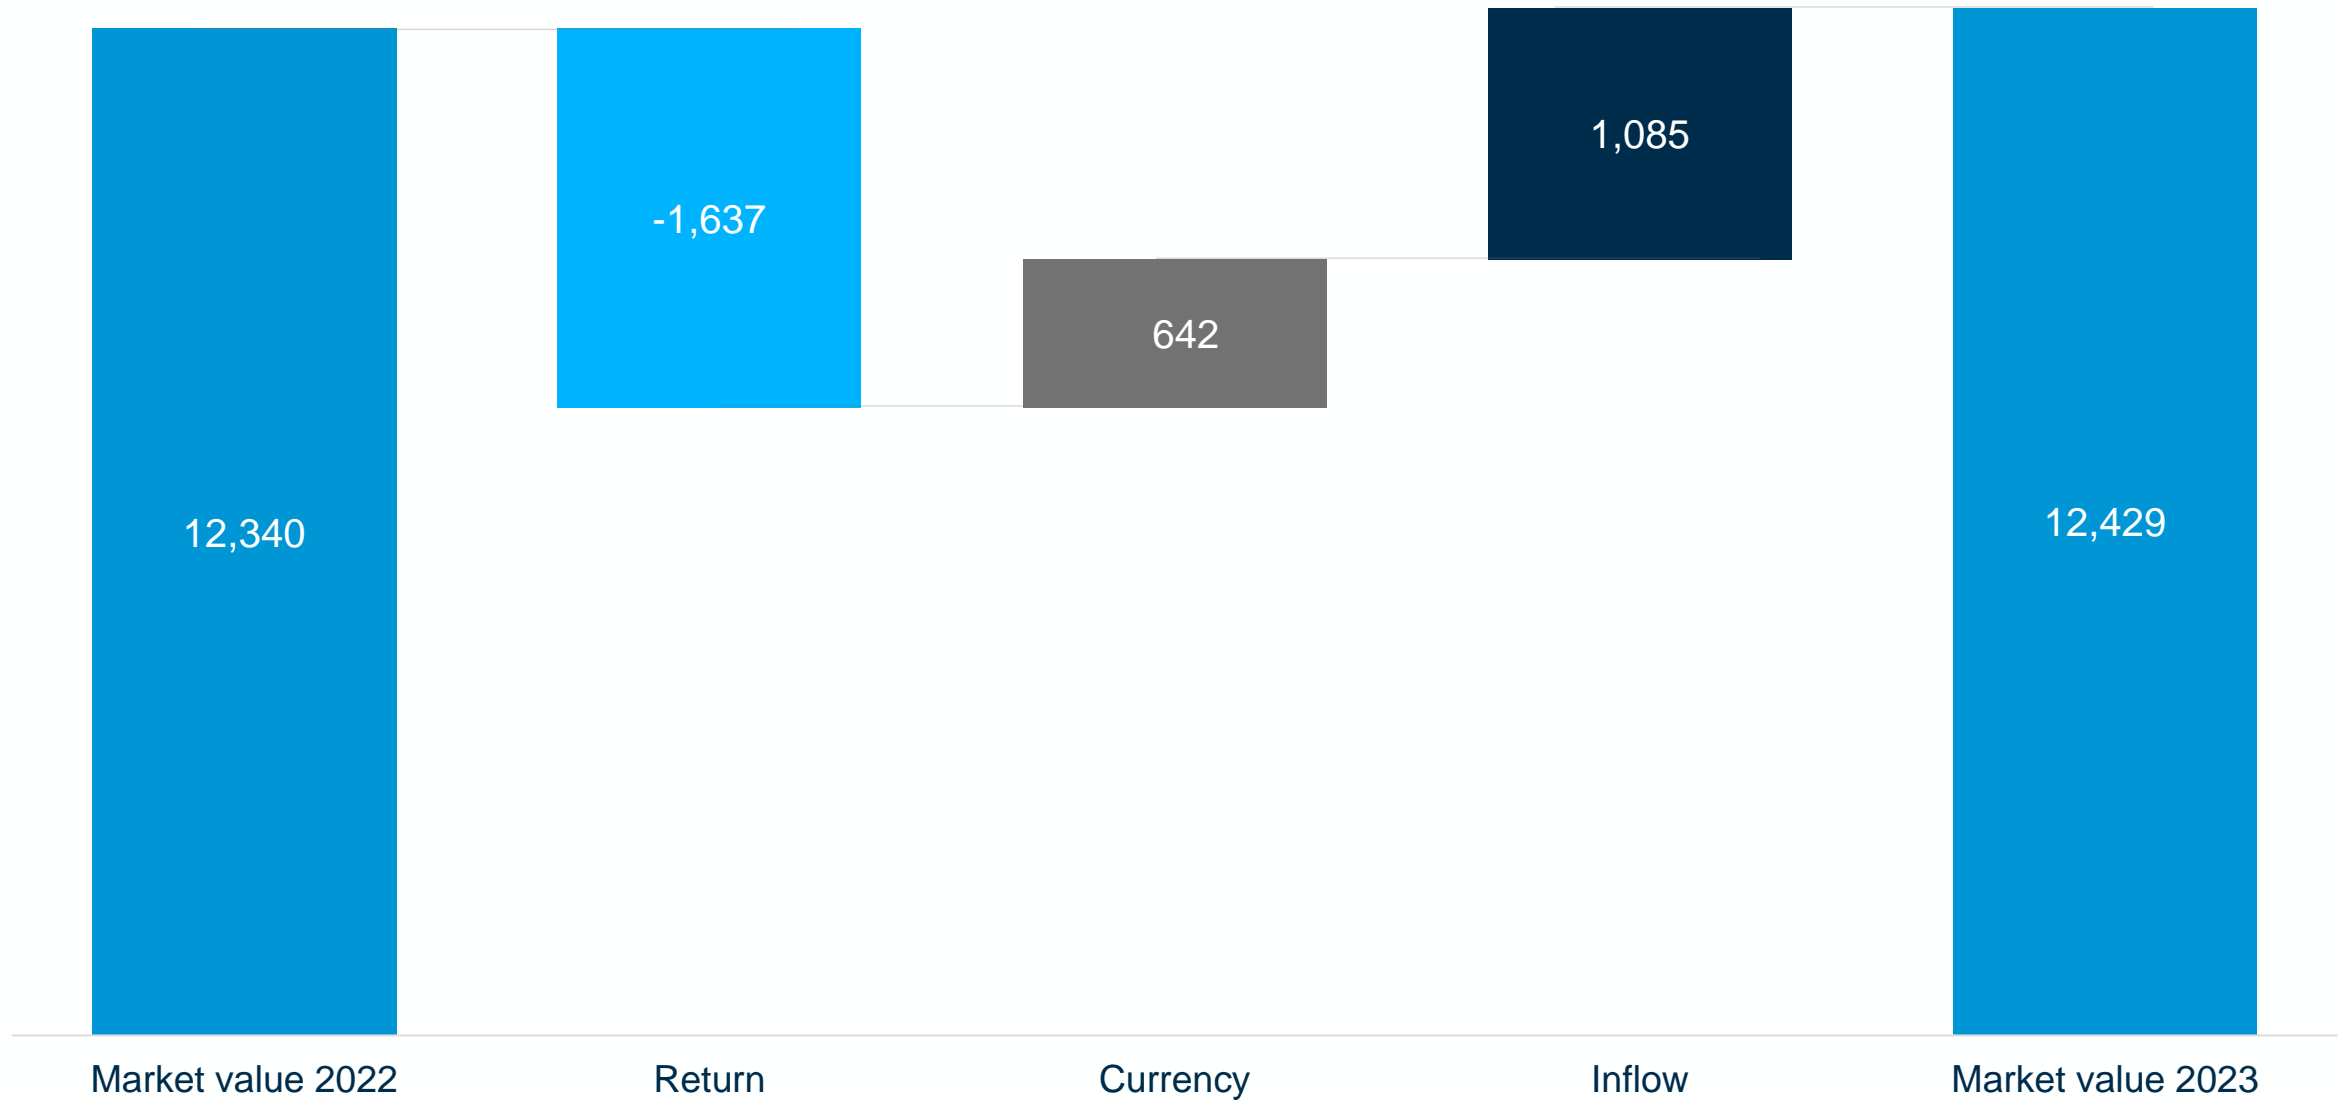 1,085
-1,637
642
12,340
12,429
Market value 2022
Return
Currency
Inflow
Market value 2023